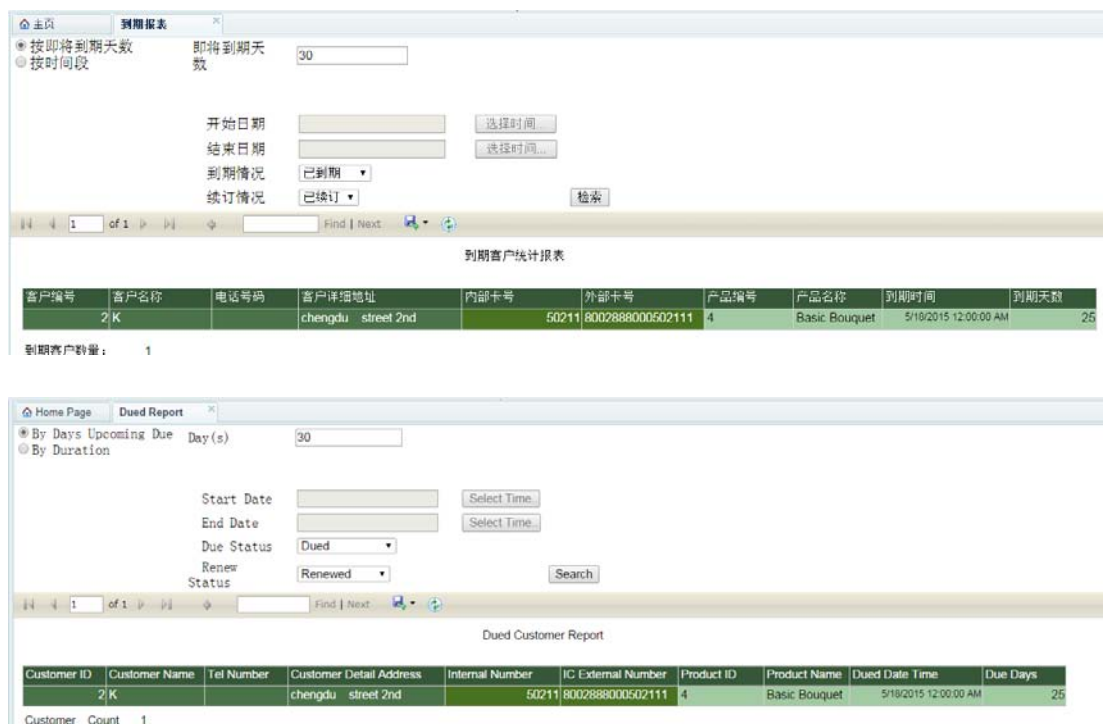 主页 到期报表
按即将到期天数 即将到期天数 30
按时间段
开始日期 选择时间...
结束日期 选择时间...
到期情况 已到期
续订情况 已续订 检索
1 of 1 Find | Next
到期客户统计报表
客户编号 客户名称 电话号码 客户详细地址 内部卡号 外部卡号 产品编号 产品名称 到期时间 到期天数
2 K chengdu street 2nd 50211 8002888000502111 4 Basic Bouquet 5/18/2015 12:00:00 AM 25
到期客户数量: 1
Home Page Dued Report
By Days Upcoming Due Day(s) 30
By Duration
Start Date Select Time...
End Date Select Time...
Due Status Dued
Renew Status Renewed Search
1 of 1 Find | Next
Dued Customer Report
Customer ID Customer Name Tel Number Customer Detail Address Internal Number IC External Number Product ID Product Name Dued Date Time Due Days
2 K chengdu street 2nd 50211 8002888000502111 4 Basic Bouquet 5/18/2015 12:00:00 AM 25
Customer Count 1